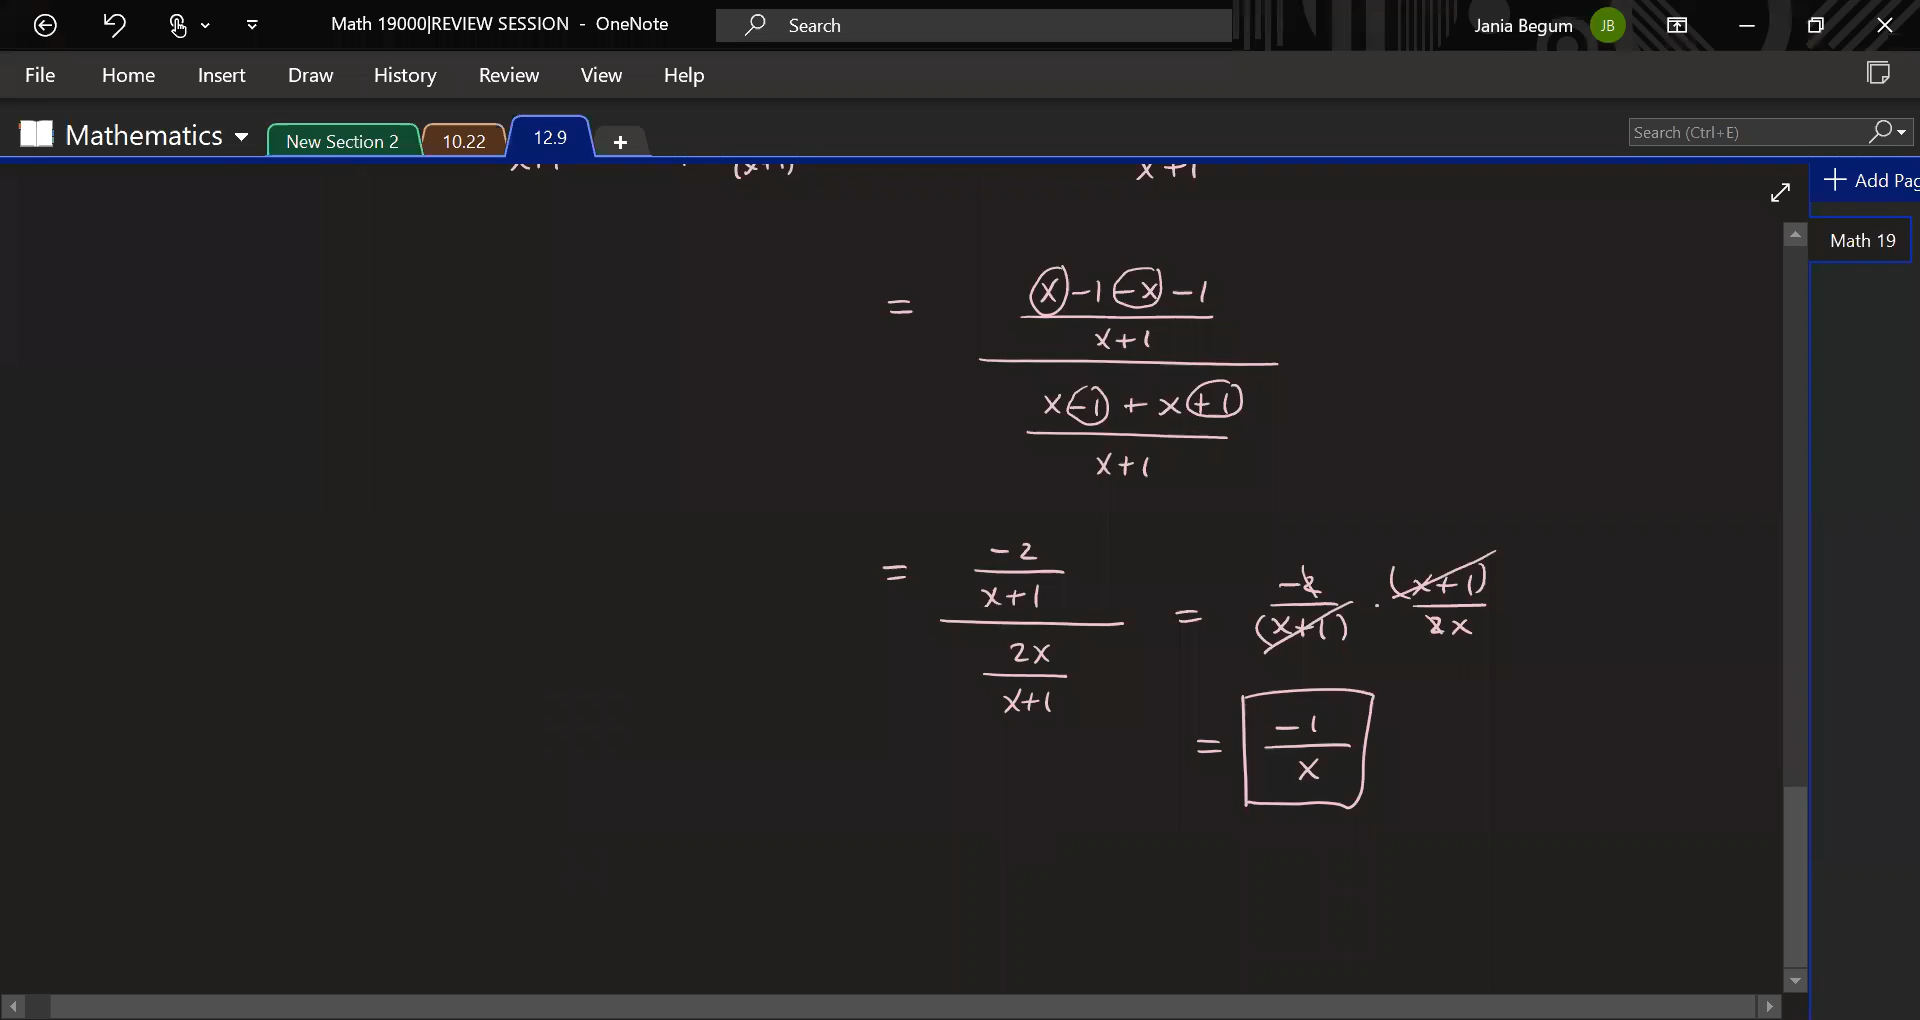 Math 19000|REVIEW SESSION - OneNote
Search
Jania Begum
JB
File Home Insert Draw History Review View Help
Mathematics
New Section 2
10.22
12.9
+
Search (Ctrl+E)
+ Add Pag
Math 19
x+1 . (x+1) x+1
= x -1 -x -1
x+1
x -1 + x +1
x+1
= -2
x+1
2x
x+1
= -2 . (x+1)
(x+1) 2x
= -1
x